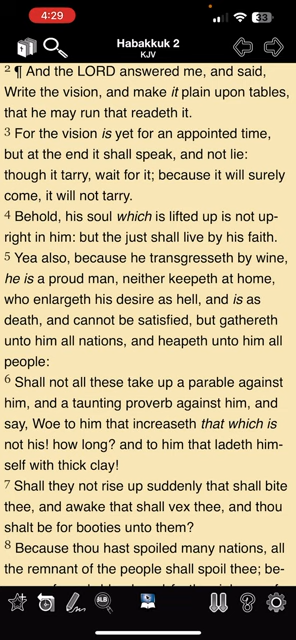 4:29
33
Habakkuk 2
KJV
2 ¶ And the LORD answered me, and said,
Write the vision, and make it plain upon tables,
that he may run that readeth it.
3 For the vision is yet for an appointed time,
but at the end it shall speak, and not lie:
though it tarry, wait for it; because it will surely
come, it will not tarry.
4 Behold, his soul which is lifted up is not up-
right in him: but the just shall live by his faith.
5 Yea also, because he transgresseth by wine,
he is a proud man, neither keepeth at home,
who enlargeth his desire as hell, and is as
death, and cannot be satisfied, but gathereth
unto him all nations, and heapeth unto him all
people:
6 Shall not all these take up a parable against
him, and a taunting proverb against him, and
say, Woe to him that increaseth that which is
not his! how long? and to him that ladeth him-
self with thick clay!
7 Shall they not rise up suddenly that shall bite
thee, and awake that shall vex thee, and thou
shalt be for booties unto them?
8 Because thou hast spoiled many nations, all
the remnant of the people shall spoil thee; be-
BLB